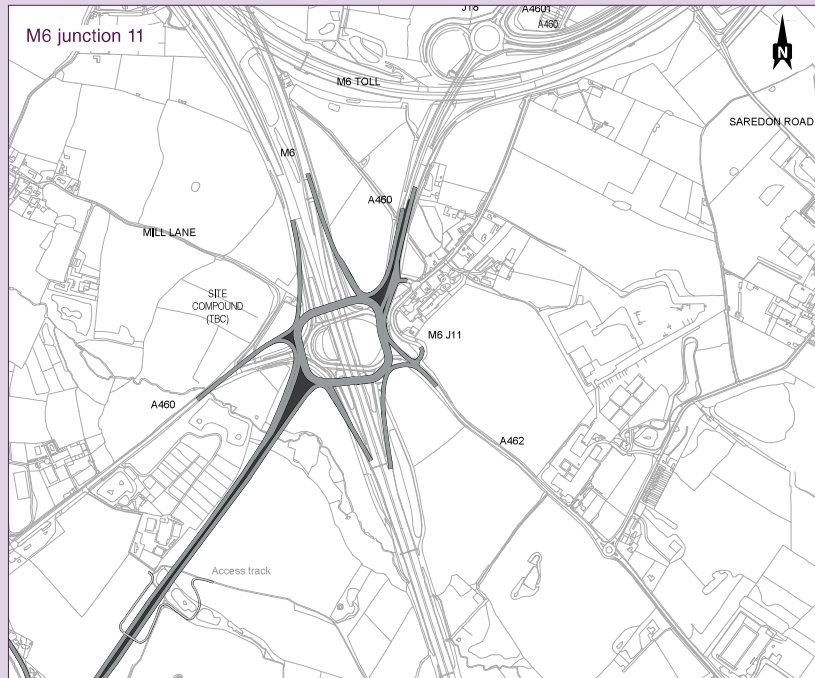 M6 junction 11
J18
A4601
A460
N
M6 TOLL
SAREDON ROAD
M6
A460
MILL LANE
SITE
COMPOUND
(TBC)
M6 J11
A460
A462
Access track